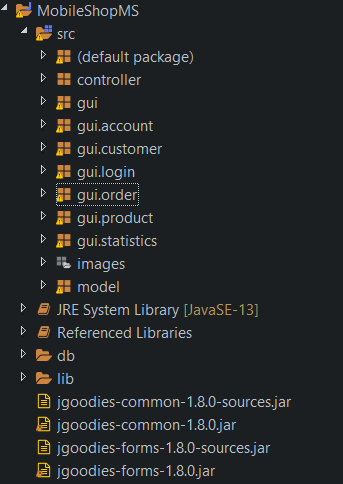 MobileShopMS
src
(default package)
controller
gui
gui.account
gui.customer
gui.login
gui.order
gui.product
gui.statistics
images
model
JRE System Library [JavaSE-13]
Referenced Libraries
db
lib
jgoodies-common-1.8.0-sources.jar
jgoodies-common-1.8.0.jar
jgoodies-forms-1.8.0-sources.jar
jgoodies-forms-1.8.0.jar